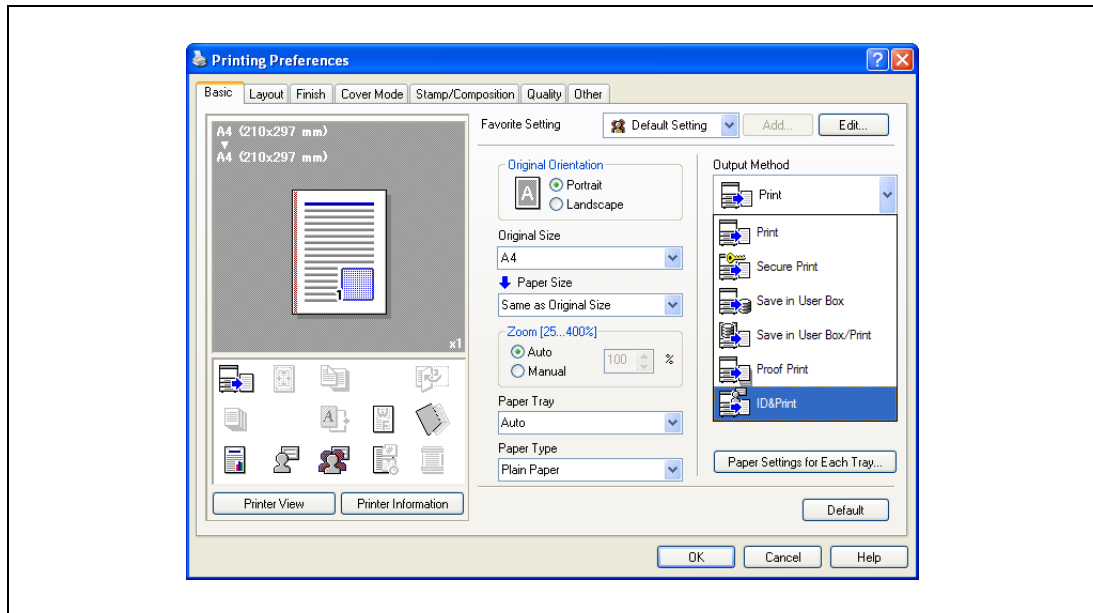 Printing Preferences
Basic Layout Finish Cover Mode Stamp/Composition Quality Other
A4 (210x297 mm)
A4 (210x297 mm)
1
x1
Printer View Printer Information
Favorite Setting Default Setting Add... Edit...
Original Orientation
A Portrait
Landscape
Original Size
A4
Paper Size
Same as Original Size
Zoom [25...400%]
Auto
Manual
100 %
Paper Tray
Auto
Paper Type
Plain Paper
Output Method
Print
Print
Secure Print
Save in User Box
Save in User Box/Print
Proof Print
ID&Print
Paper Settings for Each Tray...
Default
OK Cancel Help